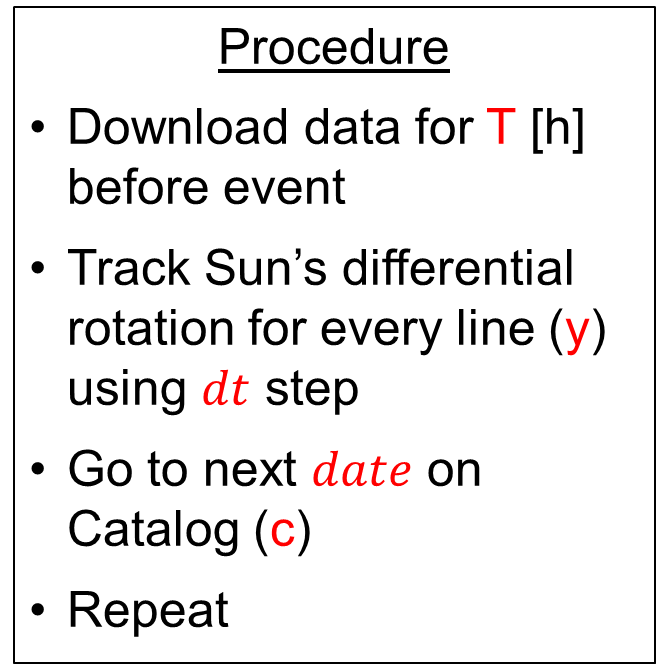 Procedure
• Download data for T [h]
before event
• Track Sun’s differential
rotation for every line (y)
using dt step
• Go to next date on
Catalog (c)
• Repeat